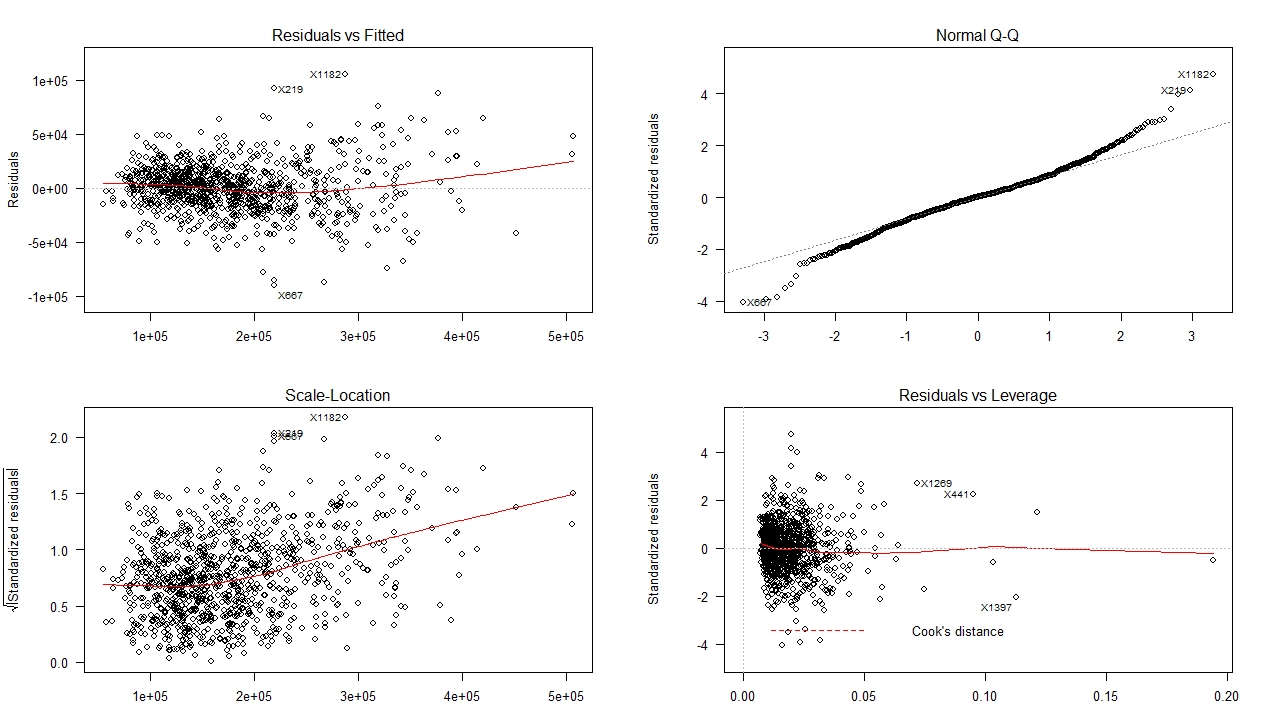 Residuals vs Fitted
Residuals
1e+05
5e+04
0e+00
-5e+04
-1e+05
X1182
X219
X667
1e+05 2e+05 3e+05 4e+05 5e+05
Normal Q-Q
Standardized residuals
4
2
0
-2
-4
X1182
X219
X667
-3 -2 -1 0 1 2 3
Scale-Location
√|Standardized residuals|
2.0
1.5
1.0
0.5
0.0
X1182
X219
X667
1e+05 2e+05 3e+05 4e+05 5e+05
Residuals vs Leverage
Standardized residuals
4
2
0
-2
-4
X1269
X441
X1397
Cook's distance
0.00 0.05 0.10 0.15 0.20